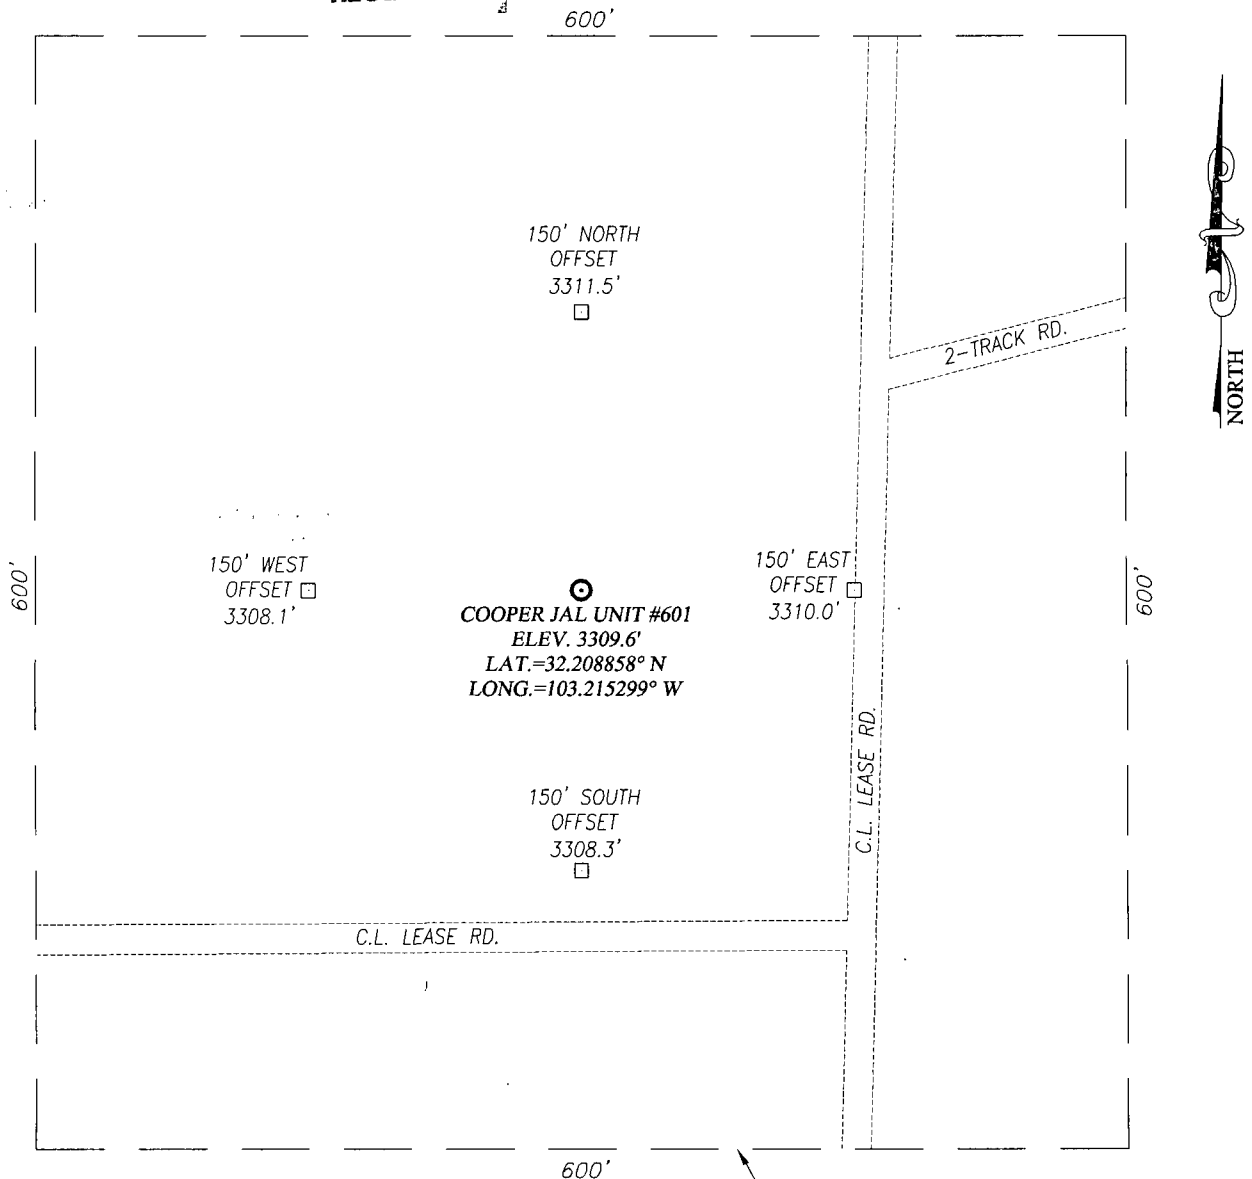 600'
150' NORTH
OFFSET
3311.5'
2-TRACK RD.
NORTH
150' WEST
OFFSET
3308.1'
150' EAST
OFFSET
3310.0'
600'
600'
COOPER JAL UNIT #601
ELEV. 3309.6'
LAT.=32.208858° N
LONG.=103.215299° W
C.L. LEASE RD.
150' SOUTH
OFFSET
3308.3'
C.L. LEASE RD.
600'